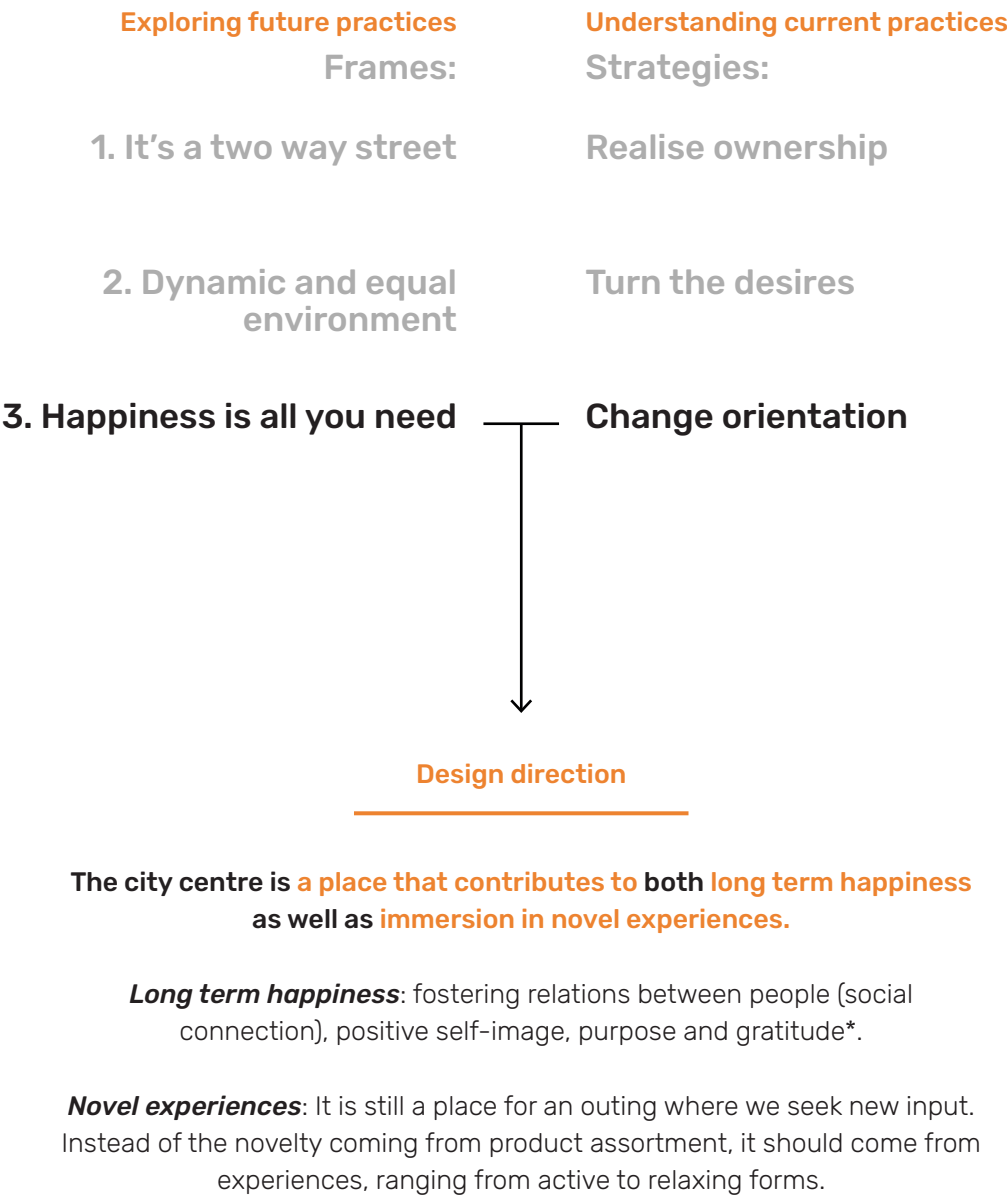 Exploring future practices
Understanding current practices
Frames:
Strategies:
1. It’s a two way street
Realise ownership
2. Dynamic and equal
environment
Turn the desires
3. Happiness is all you need
Change orientation
Design direction
The city centre is a place that contributes to both long term happiness
as well as immersion in novel experiences.
Long term happiness: fostering relations between people (social
connection), positive self-image, purpose and gratitude*.
Novel experiences: It is still a place for an outing where we seek new input.
Instead of the novelty coming from product assortment, it should come from
experiences, ranging from active to relaxing forms.